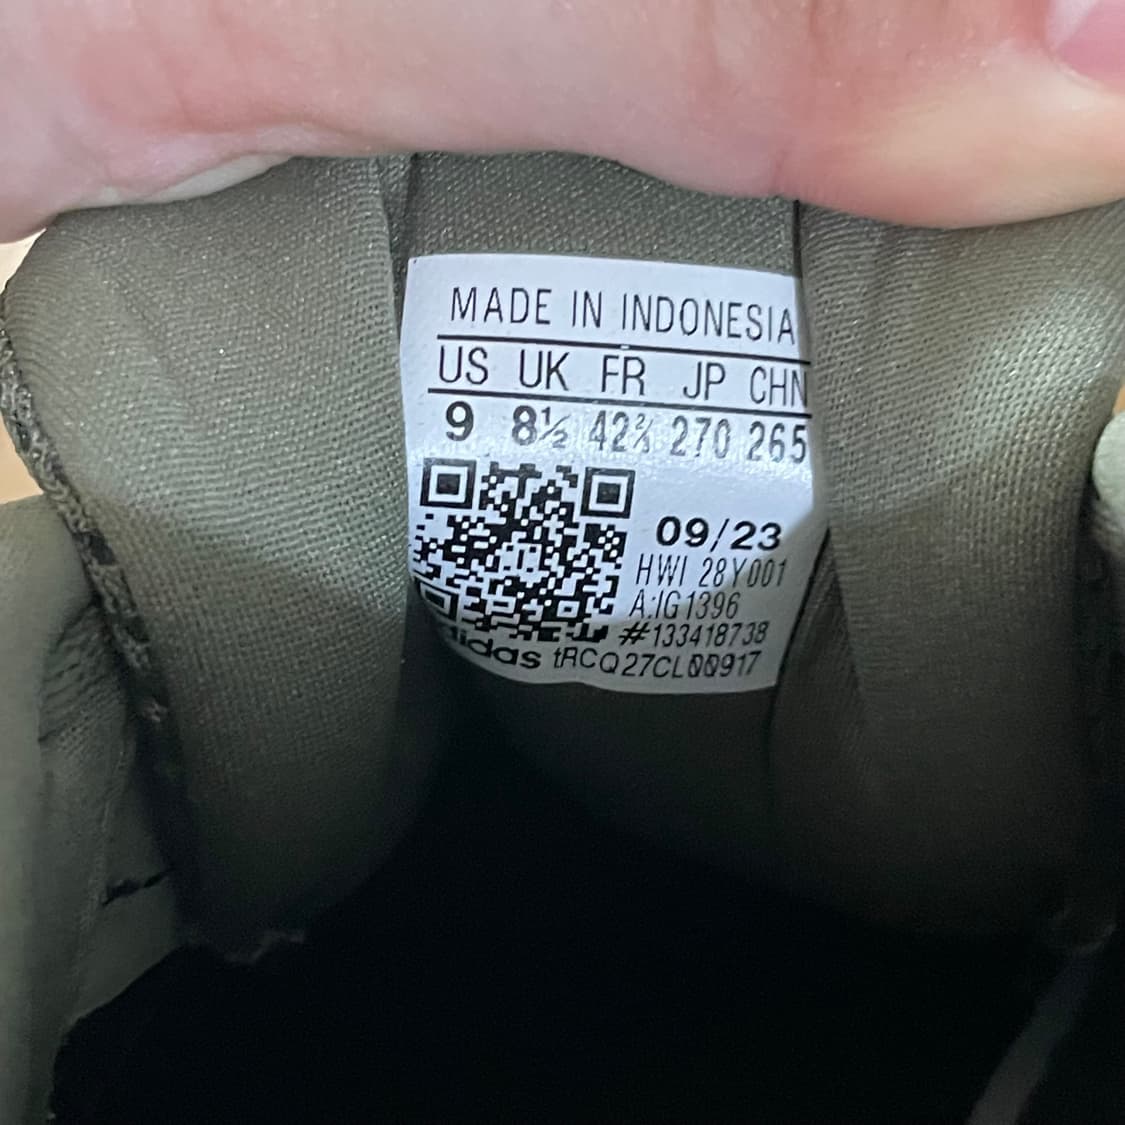 MADE IN INDONESIA
US UK FR JP CHN
9 8½ 42⅔ 270 265
09/23
HWI 28Y001
A:IG1396
#133418738
adidas tRCQ27CL00917